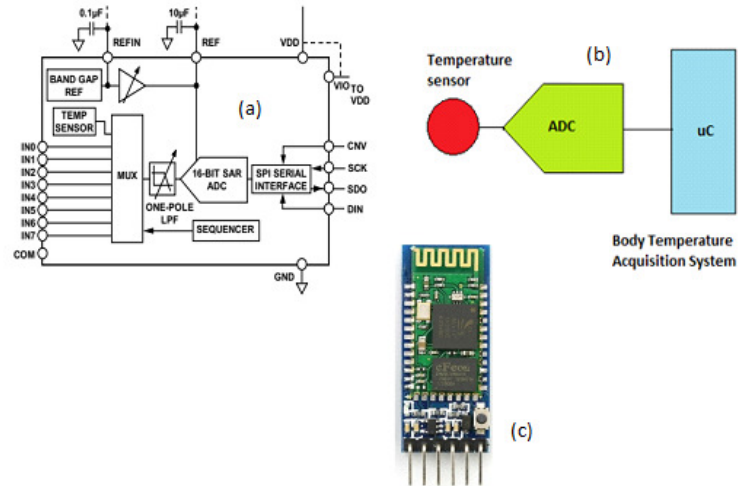 0.1µF
10µF
REFIN
REF
VDD
VIO TO
VDD
BAND GAP
REF
(a)
TEMP
SENSOR
IN0
IN1
IN2
IN3
IN4
IN5
IN6
IN7
COM
MUX
ONE-POLE
LPF
16-BIT SAR
ADC
SPI SERIAL
INTERFACE
SEQUENCER
CNV
SCK
SDO
DIN
GND
(b)
Temperature
sensor
ADC
uC
Body Temperature
Acquisition System
(c)